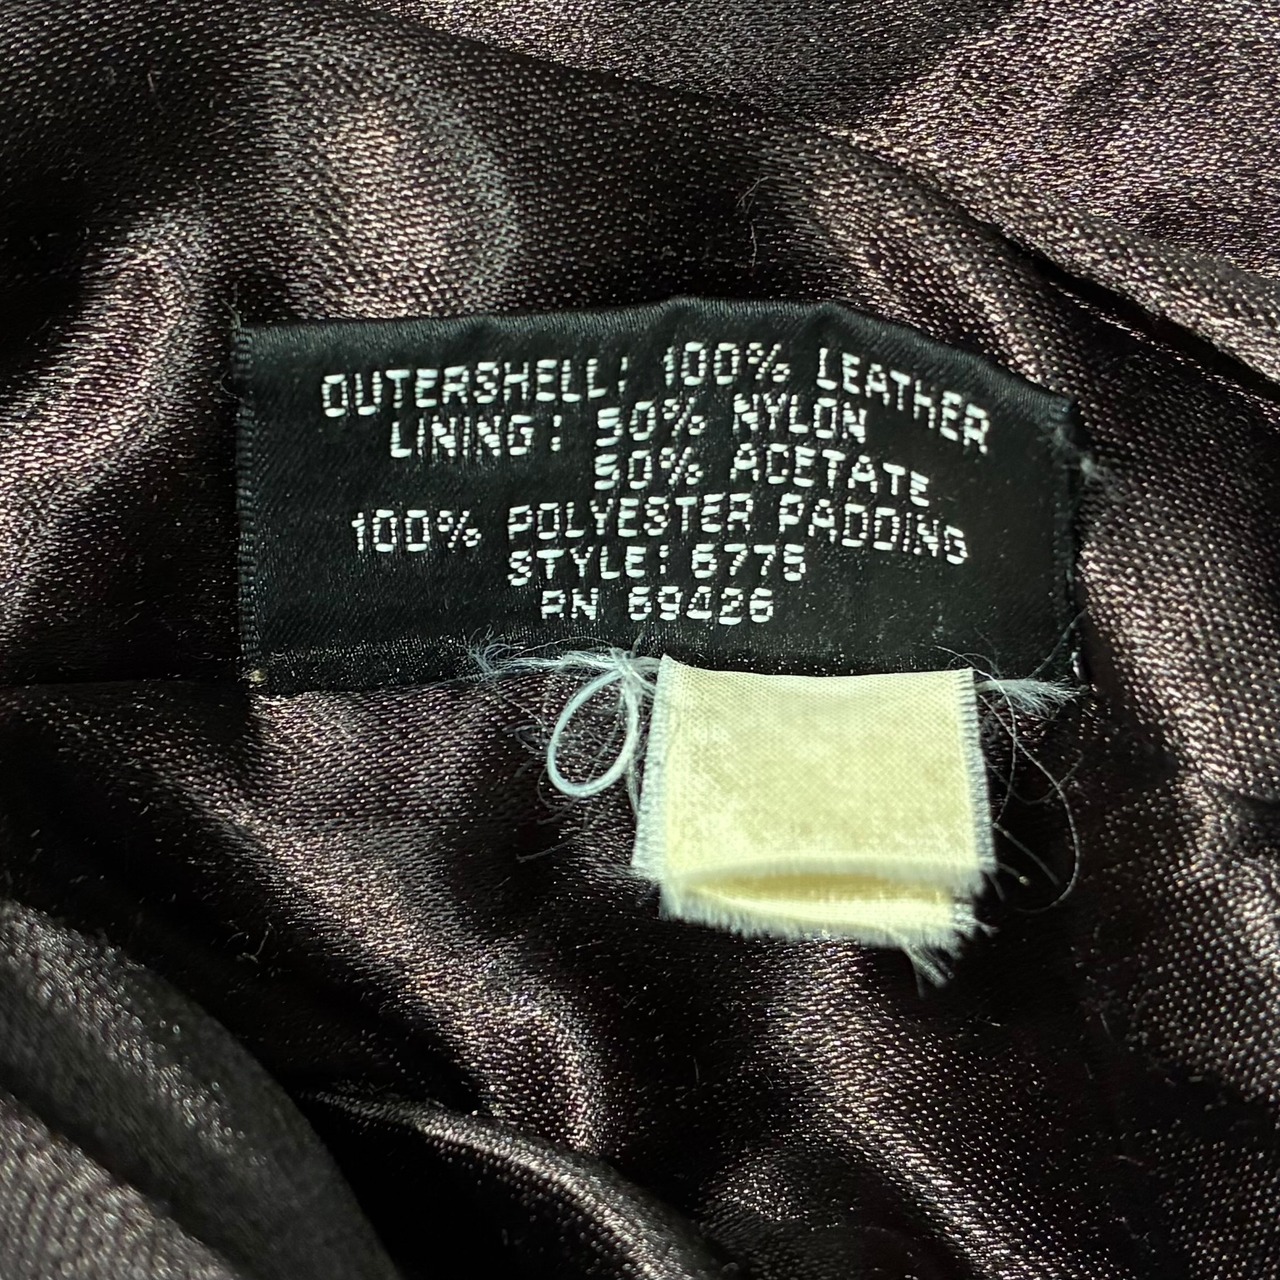 OUTERSHELL: 100% LEATHER
LINING: 50% NYLON
50% ACETATE
100% POLYESTER PADDING
STYLE: 6775
RN 69426